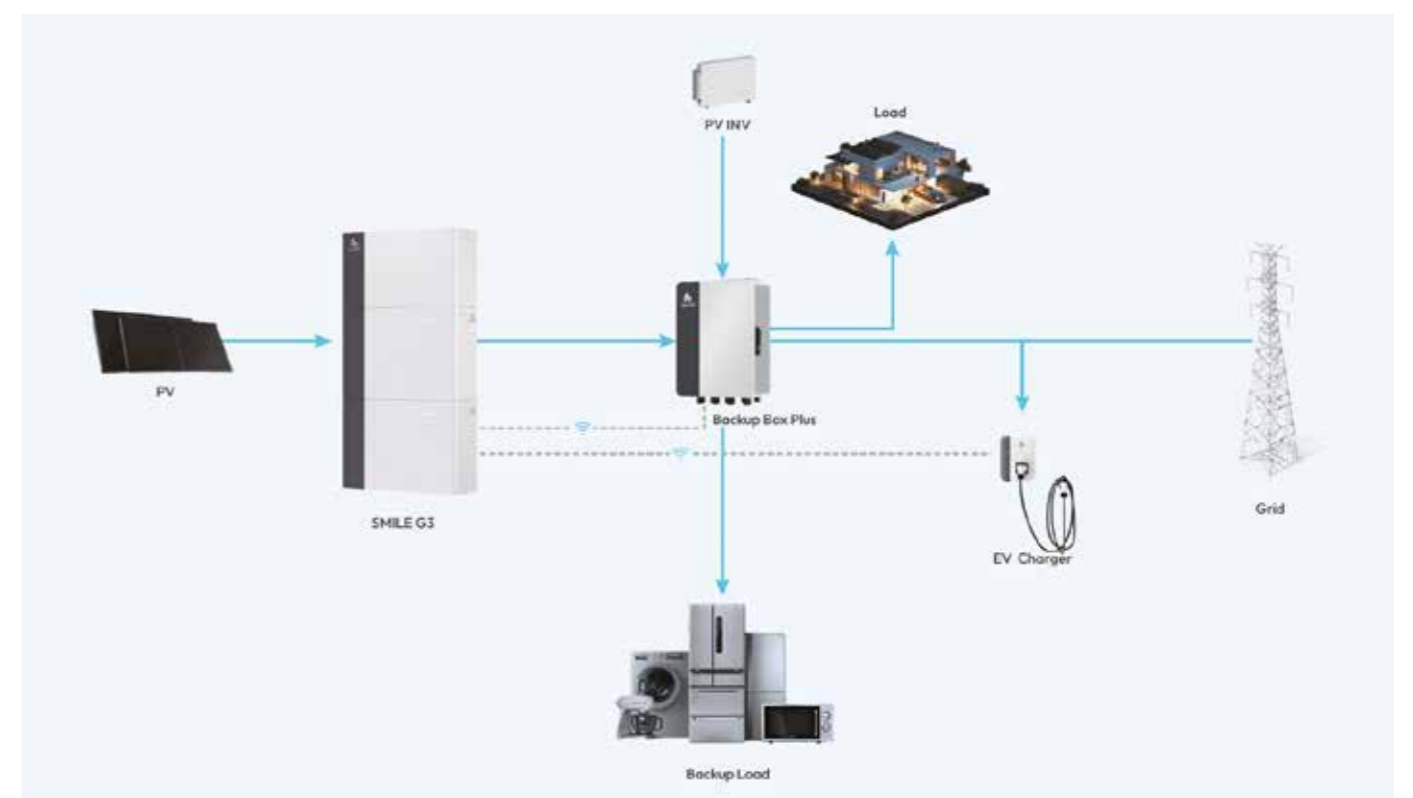 PV INV
Load
PV
Backup Box Plus
SMILE G3
Grid
EV Charger
Backup Load